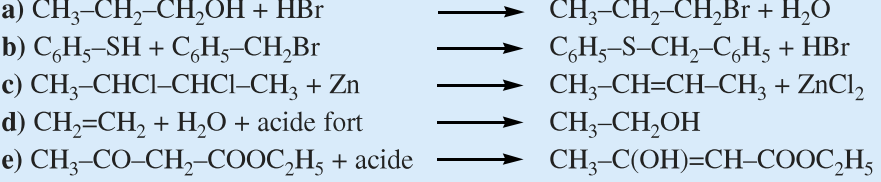 a) CH₃–CH₂–CH₂OH + HBr ⟶ CH₃–CH₂–CH₂Br + H₂O
b) C₆H₅–SH + C₆H₅–CH₂Br ⟶ C₆H₅–S–CH₂–C₆H₅ + HBr
c) CH₃–CHCl–CHCl–CH₃ + Zn ⟶ CH₃–CH=CH–CH₃ + ZnCl₂
d) CH₂=CH₂ + H₂O + acide fort ⟶ CH₃–CH₂OH
e) CH₃–CO–CH₂–COOC₂H₅ + acide ⟶ CH₃–C(OH)=CH–COOC₂H₅